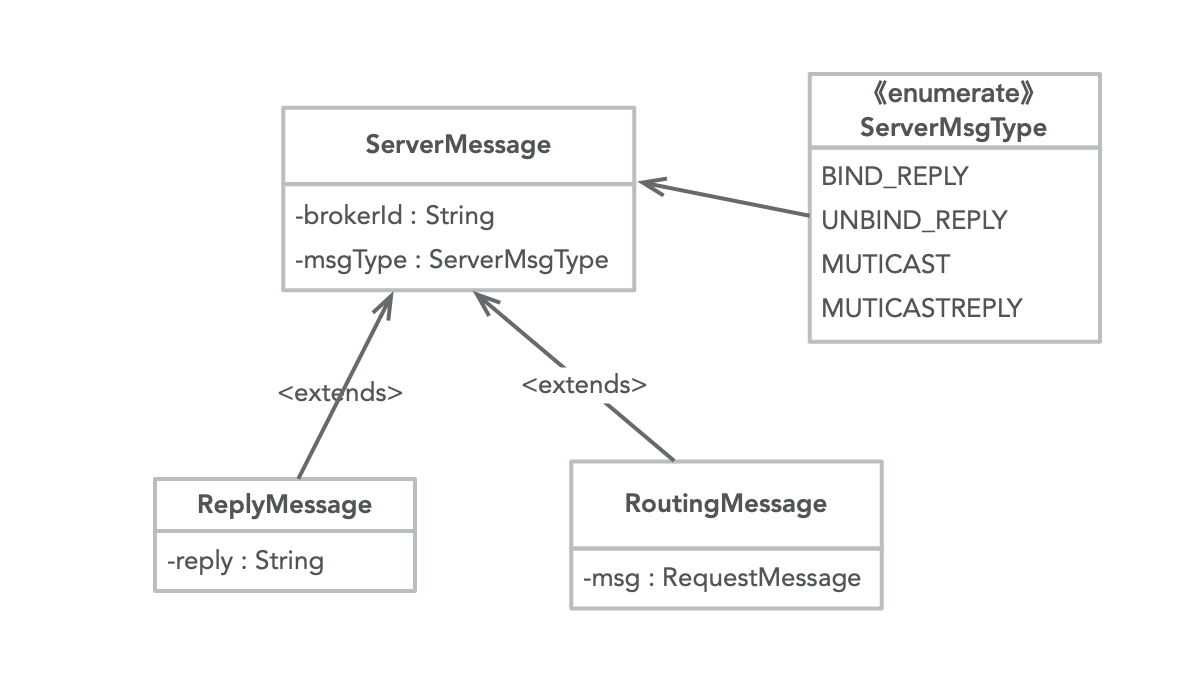 ServerMessage
-brokerId : String
-msgType : ServerMsgType
《enumerate》
ServerMsgType
BIND_REPLY
UNBIND_REPLY
MUTICAST
MUTICASTREPLY
<extends>
<extends>
ReplyMessage
-reply : String
RoutingMessage
-msg : RequestMessage